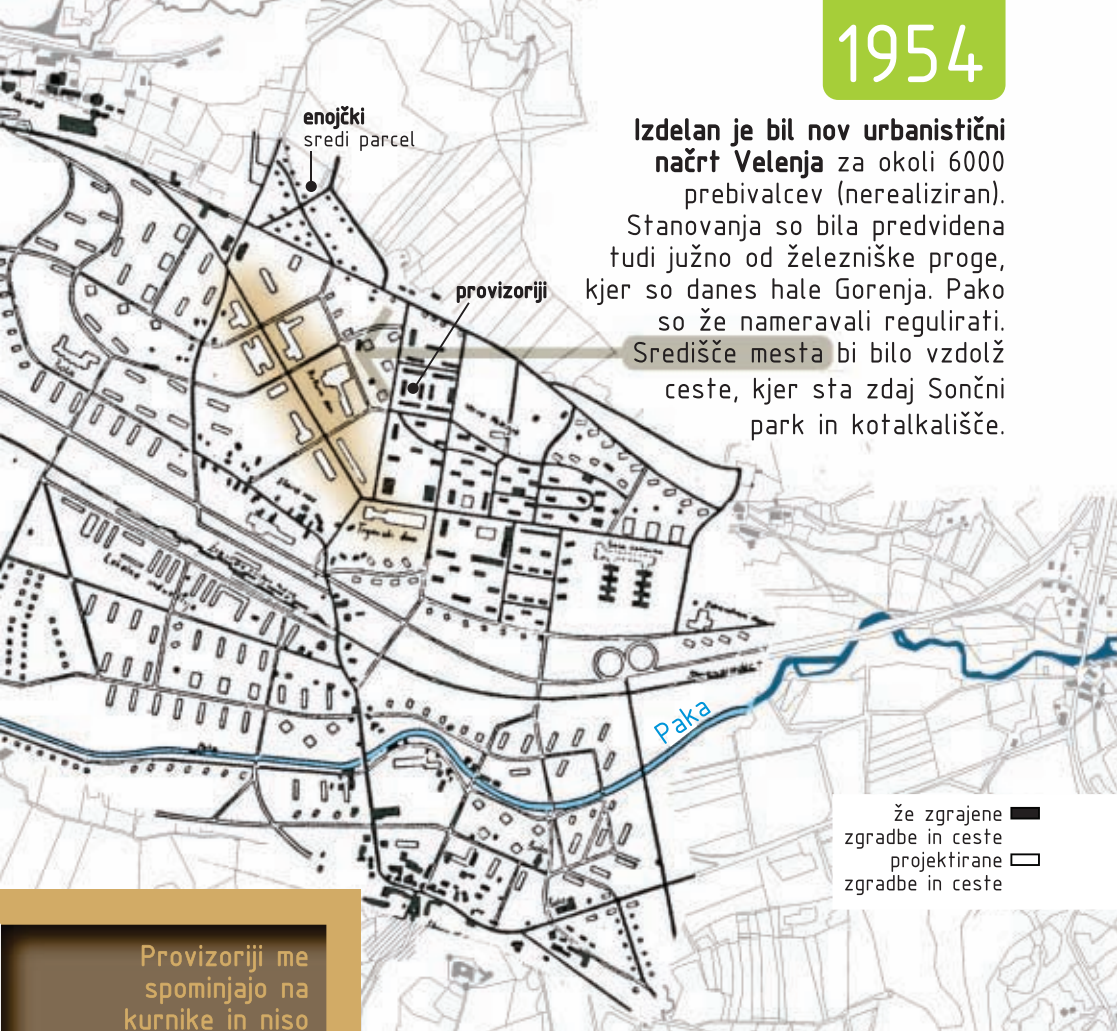 1954
Izdelan je bil nov urbanistični
načrt Velenja za okoli 6000
prebivalcev (nerealiziran).
Stanovanja so bila predvidena
tudi južno od železniške proge,
kjer so danes hale Gorenja. Pako
so že nameravali regulirati.
Središče mesta bi bilo vzdolž
ceste, kjer sta zdaj Sončni
park in kotalkališče.
enojčki
sredi parcel
provizoriji
Paka
že zgrajene
zgradbe in ceste
projektirane
zgradbe in ceste
Provizoriji me
spominjajo na
kurnike in niso